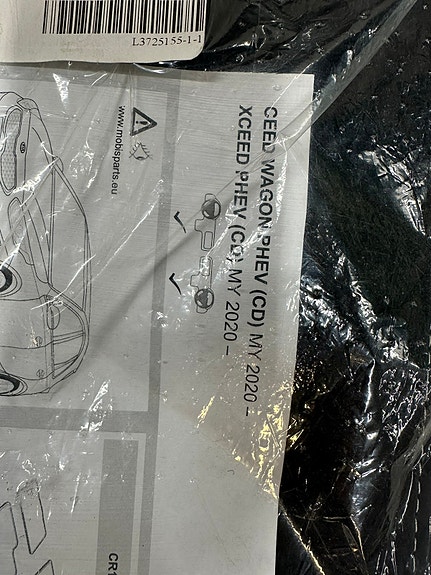 L3725155-1-1
CEED WAGON PHEV (CD) MY 2020 –
XCEED PHEV (CD) MY 2020 –
www.mobisparts.eu